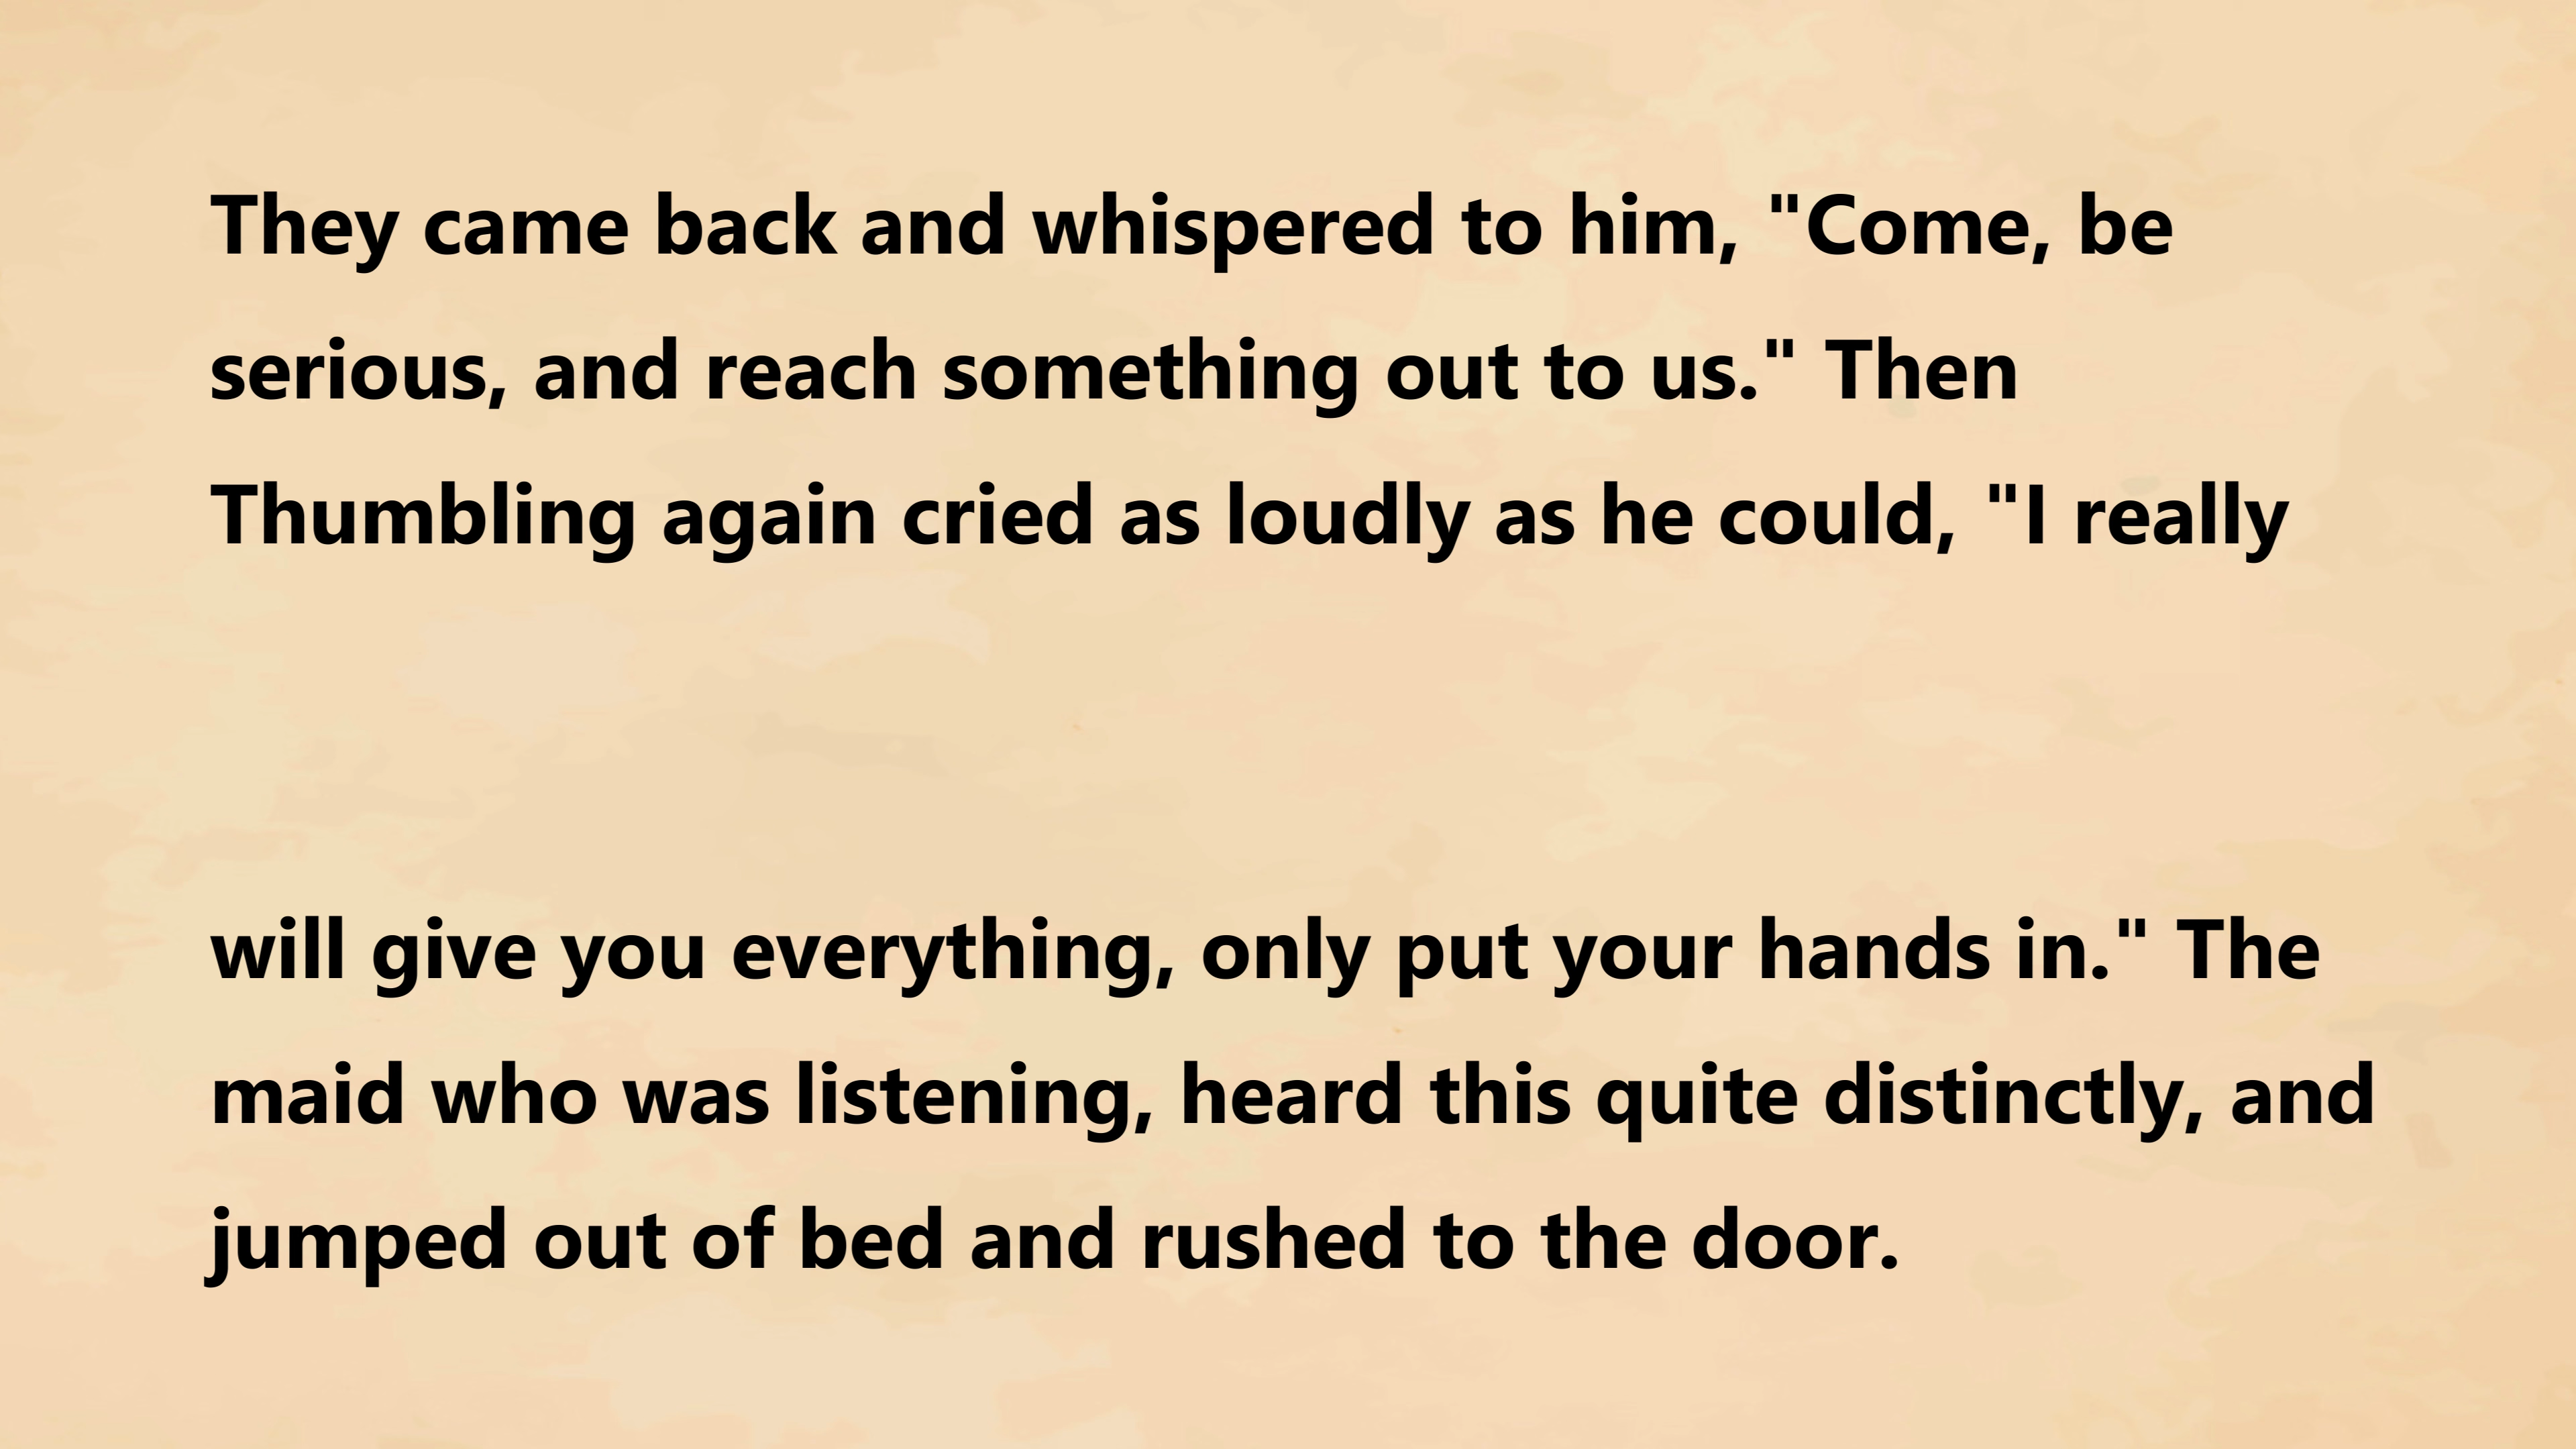 They came back and whispered to him, "Come, be
serious, and reach something out to us." Then
Thumbling again cried as loudly as he could, "I really
will give you everything, only put your hands in." The
maid who was listening, heard this quite distinctly, and
jumped out of bed and rushed to the door.